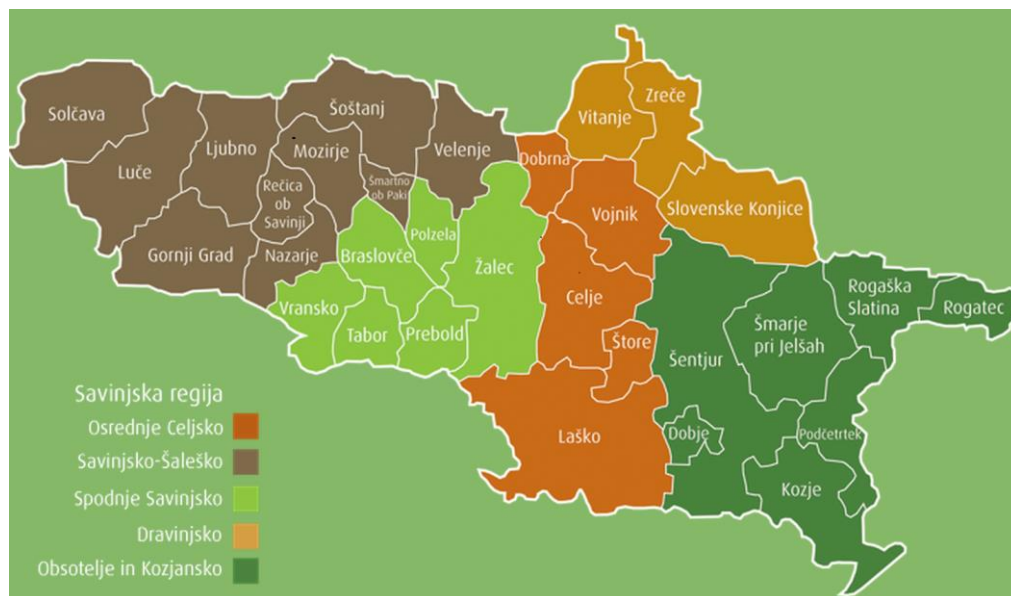 Solčava
Luče
Ljubno
Šoštanj
Mozirje
Rečica
ob
Savinji
Šmartno
ob Paki
Velenje
Gornji Grad
Nazarje
Braslovče
Polzela
Žalec
Vransko
Tabor
Prebold
Dobrna
Vojnik
Celje
Štore
Laško
Vitanje
Zreče
Slovenske Konjice
Šentjur
Dobje
Šmarje
pri Jelšah
Rogaška
Slatina
Rogatec
Podčetrtek
Kozje
Savinjska regija
Osrednje Celjsko
Savinjsko-Šaleško
Spodnje Savinjsko
Dravinjsko
Obsotelje in Kozjansko